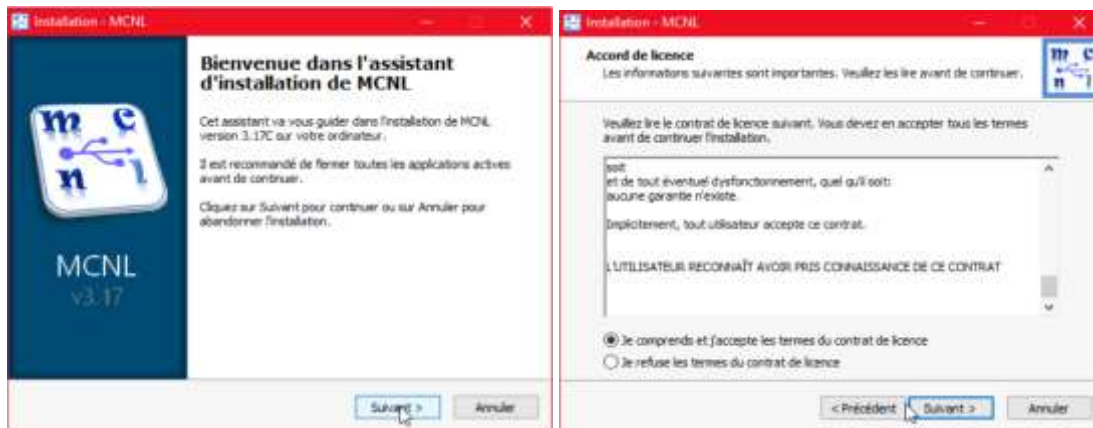 Installation - MCNL
Bienvenue dans l'assistant
d'installation de MCNL
Cet assistant va vous guider dans l'installation de MCNL
version 3.17C sur votre ordinateur.
Il est recommandé de fermer toutes les applications actives
avant de continuer.
Cliquez sur Suivant pour continuer ou sur Annuler pour
abandonner l'installation.
m c
n l
MCNL
v3.17
Suivant > Annuler
Installation - MCNL
Accord de licence
Les informations suivantes sont importantes. Veuillez les lire avant de continuer.
m c
n l
Veuillez lire le contrat de licence suivant. Vous devez en accepter tous les termes
avant de continuer l'installation.
soit
et de tout éventuel dysfonctionnement, quel qu'il soit:
aucune garantie n'existe.
Implicitement, tout utilisateur accepte ce contrat.
L'UTILISATEUR RECONNAÎT AVOIR PRIS CONNAISSANCE DE CE CONTRAT
Je comprends et j'accepte les termes du contrat de licence
Je refuse les termes du contrat de licence
< Précédent Suivant > Annuler